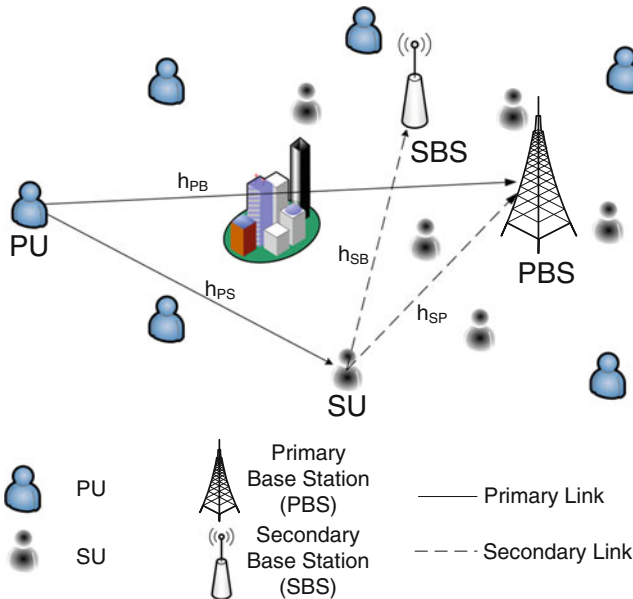 SBS
h_PB
PU
PBS
h_SB
h_PS
h_SP
SU
PU
Primary
Base Station
(PBS)
Primary Link
SU
Secondary
Base Station
(SBS)
Secondary Link